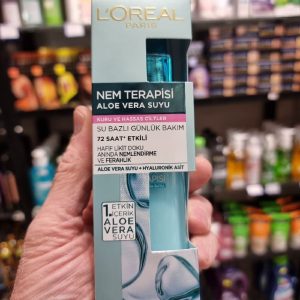 L'ORÉAL
PARIS
NEM TERAPİSİ
ALOE VERA SUYU
KURU VE HASSAS CİLTLER
SU BAZLI GÜNLÜK BAKIM
72 SAAT* ETKİLİ
HAFİF LİKİT DOKU
ANINDA NEMLENDİRME
VE FERAHLIK
ALOE VERA SUYU + HYALURONİK ASİT
1. ETKİN
İÇERİK
ALOE
VERA
SUYU